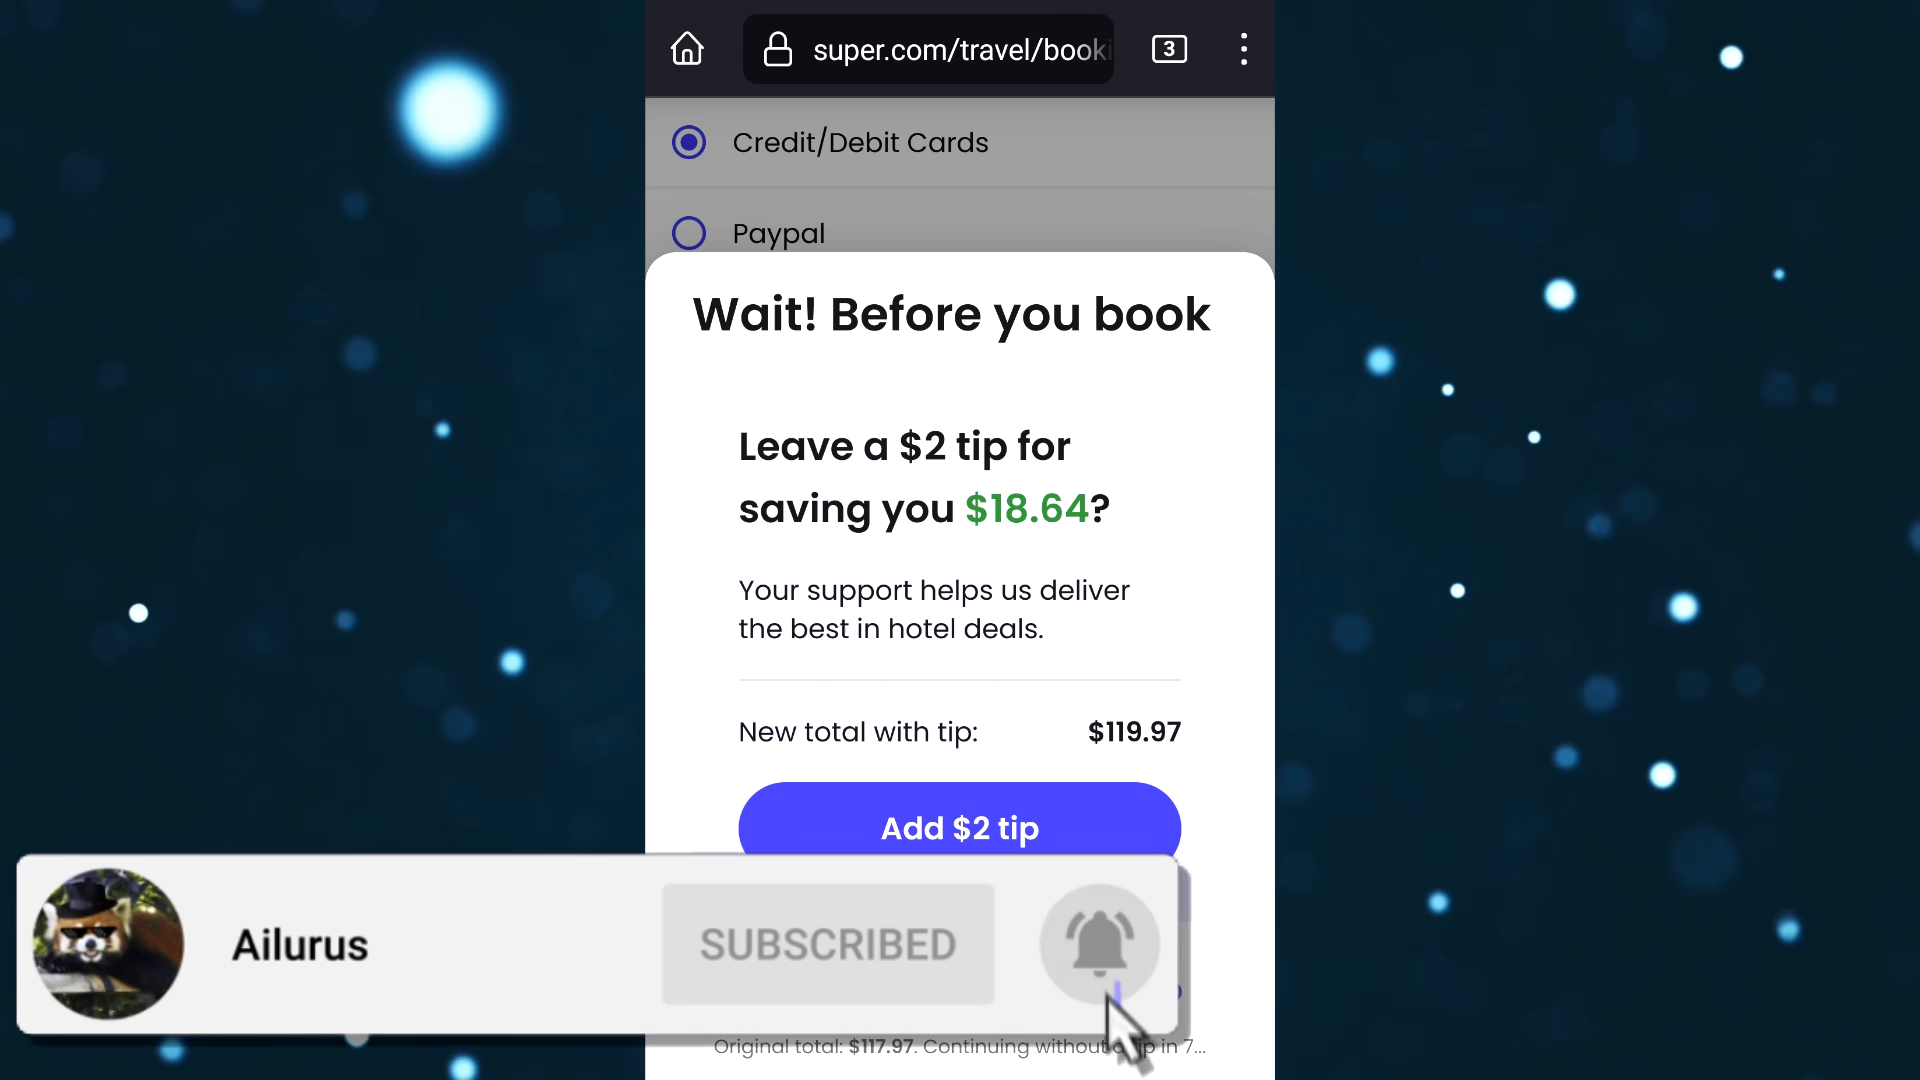 super.com/travel/booki
3
Credit/Debit Cards
Paypal
Wait! Before you book
Leave a $2 tip for
saving you $18.64?
Your support helps us deliver
the best in hotel deals.
New total with tip: $119.97
Add $2 tip
Ailurus
SUBSCRIBED
Original total: $117.97. Continuing without in 7...